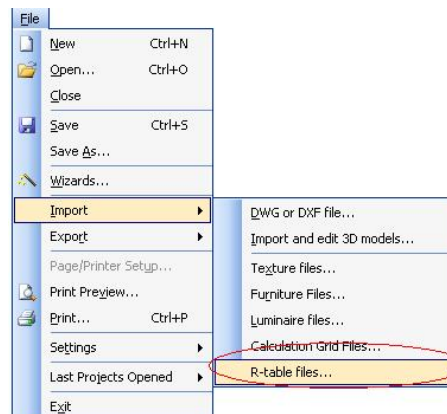 File
New Ctrl+N
Open... Ctrl+O
Close
Save Ctrl+S
Save As...
Wizards...
Import
Export
Page/Printer Setup...
Print Preview...
Print... Ctrl+P
Settings
Last Projects Opened
Exit
DWG or DXF file...
Import and edit 3D models...
Texture files...
Furniture Files...
Luminaire files...
Calculation Grid Files...
R-table files...